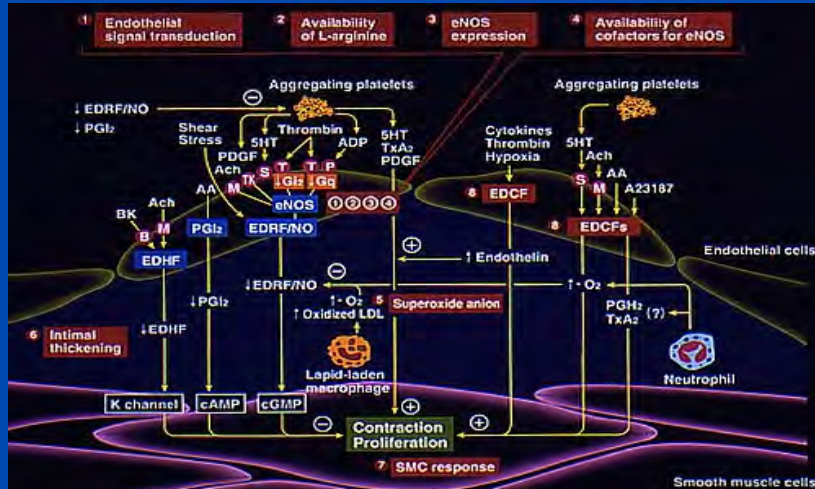 ① Endothelial signal transduction
② Availability of L-arginine
③ eNOS expression
④ Availability of cofactors for eNOS
Aggregating platelets
Aggregating platelets
↓ EDRF/NO
⊖
↓ PGI₂
Shear Stress
5HT
Thrombin
ADP
PDGF
Ach
5HT
TxA₂
PDGF
Cytokines
Thrombin
Hypoxia
5HT
Ach
AA
A23187
AA
M
TK
S
T
T
P
↓Gi₂
↓Gq
eNOS
① ② ③ ④
⑧
EDCF
S
M
Ach
BK
B
M
EDHF
PGI₂
EDRF/NO
⑧
EDCFs
Endothelial cells
⊕
↑ Endothelin
↓EDRF/NO
⊖
↑· O₂
↑· O₂
↑ Oxidized LDL
⑤ Superoxide anion
↓PGI₂
PGH₂
TxA₂
(?)
⑥ Intimal thickening
↓EDHF
Lapid-laden macrophage
Neutrophil
K channel
cAMP
cGMP
⊖
⊕
Contraction
Proliferation
⊕
⑦ SMC response
Smooth muscle cells